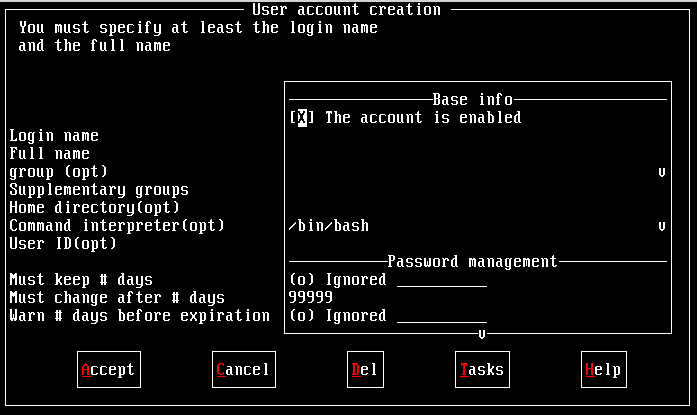 User account creation
You must specify at least the login name
and the full name
Base info
[X] The account is enabled
Login name
Full name
group (opt) v
Supplementary groups
Home directory(opt)
Command interpreter(opt) /bin/bash v
User ID(opt)
Password management
Must keep # days (o) Ignored
Must change after # days 99999
Warn # days before expiration (o) Ignored
v
Accept Cancel Del Tasks Help